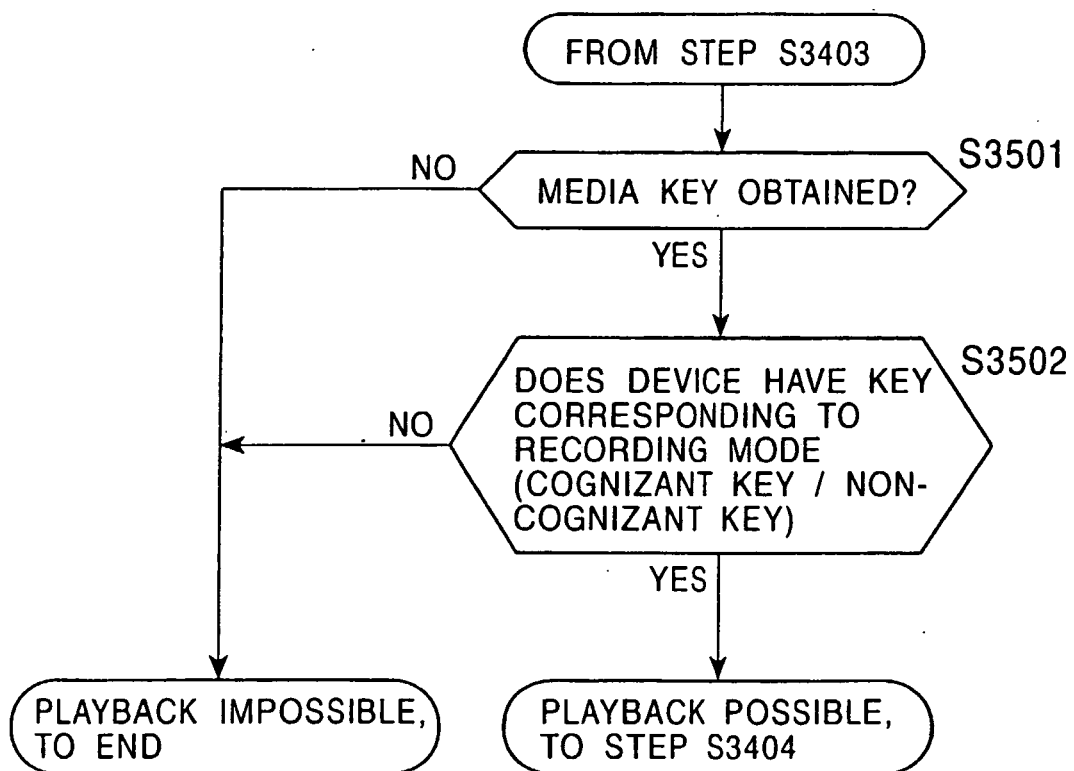 FROM STEP S3403
S3501
NO
MEDIA KEY OBTAINED?
YES
S3502
DOES DEVICE HAVE KEY
CORRESPONDING TO
NO
RECORDING MODE
(COGNIZANT KEY / NON-
COGNIZANT KEY)
YES
PLAYBACK IMPOSSIBLE,
TO END
PLAYBACK POSSIBLE,
TO STEP S3404